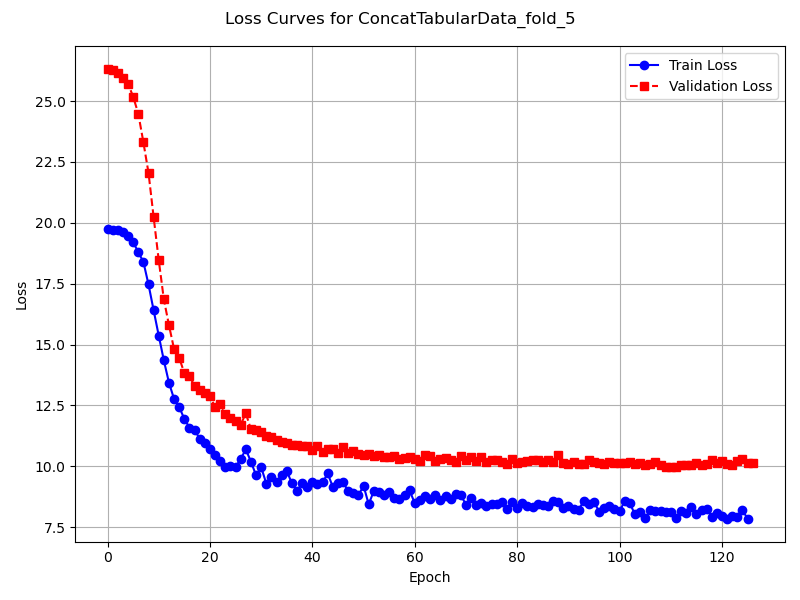 Loss Curves for ConcatTabularData_fold_5
Train Loss
Validation Loss
25.0
22.5
20.0
17.5
15.0
12.5
10.0
7.5
Loss
0 20 40 60 80 100 120
Epoch